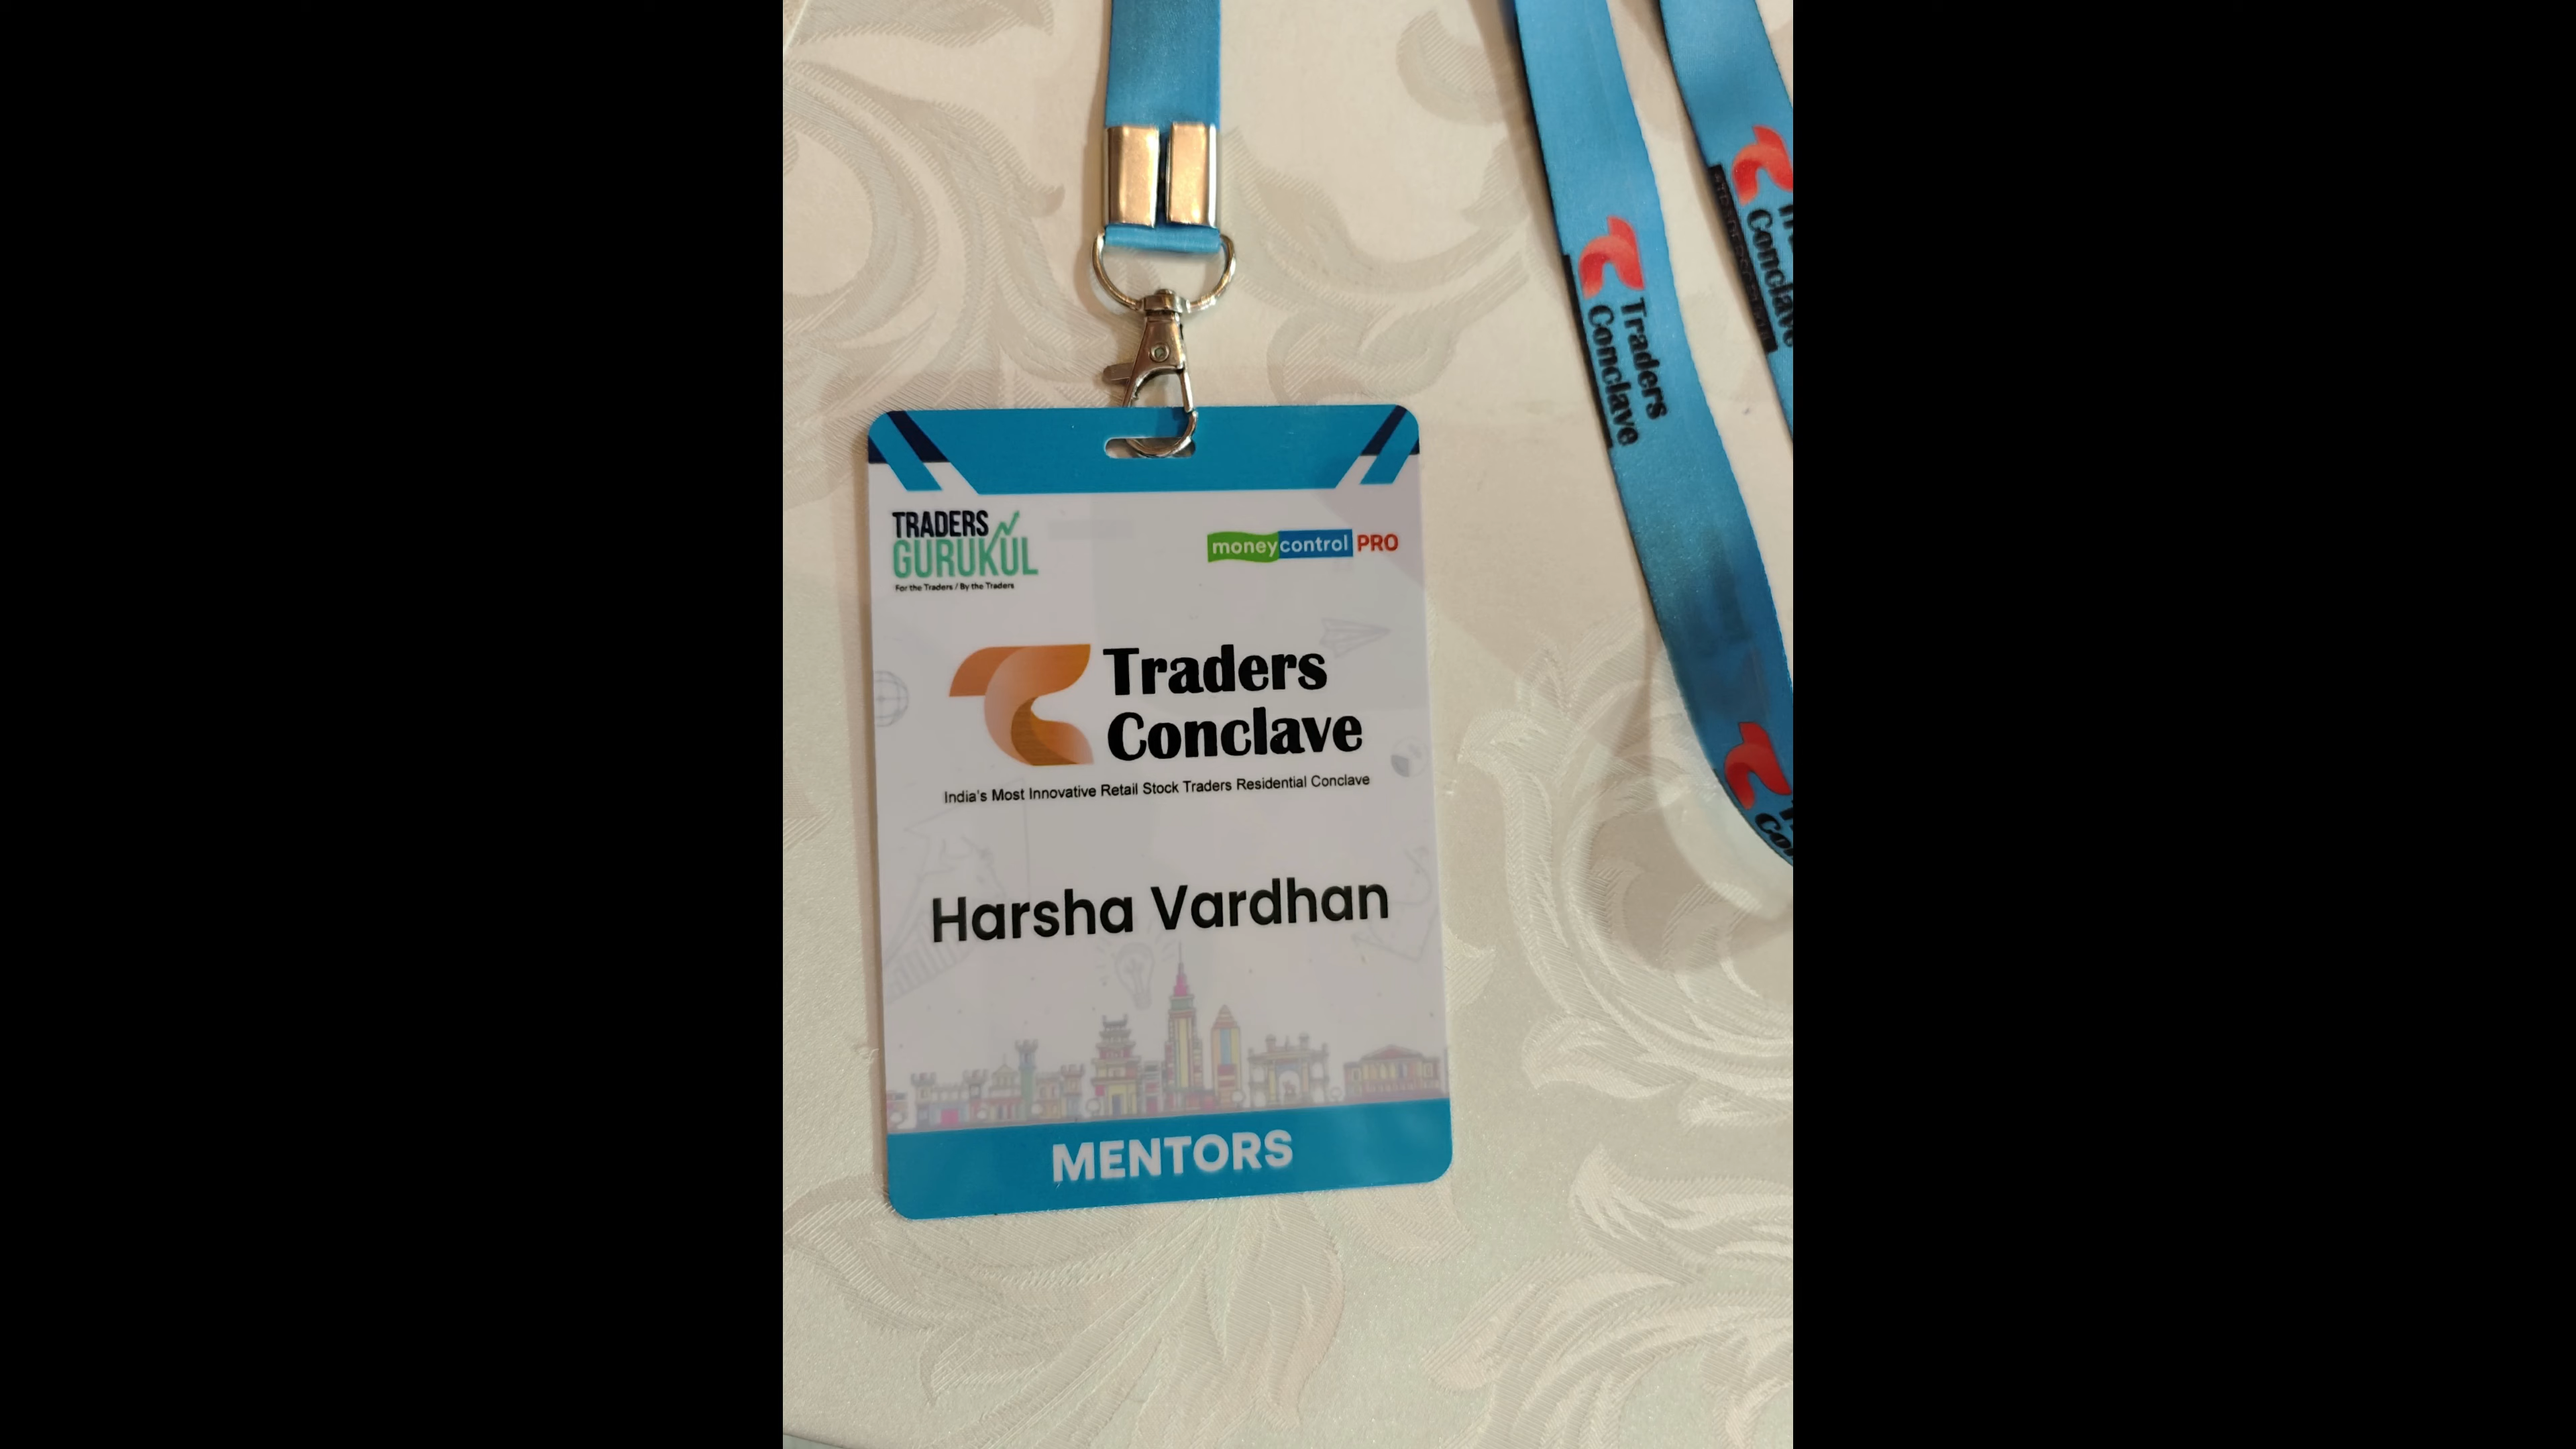 TRADERS
GURUKUL
For the Traders / By the Traders
moneycontrol PRO
Traders
Conclave
India's Most Innovative Retail Stock Traders Residential Conclave
Harsha Vardhan
MENTORS
Traders
Conclave
Conclave